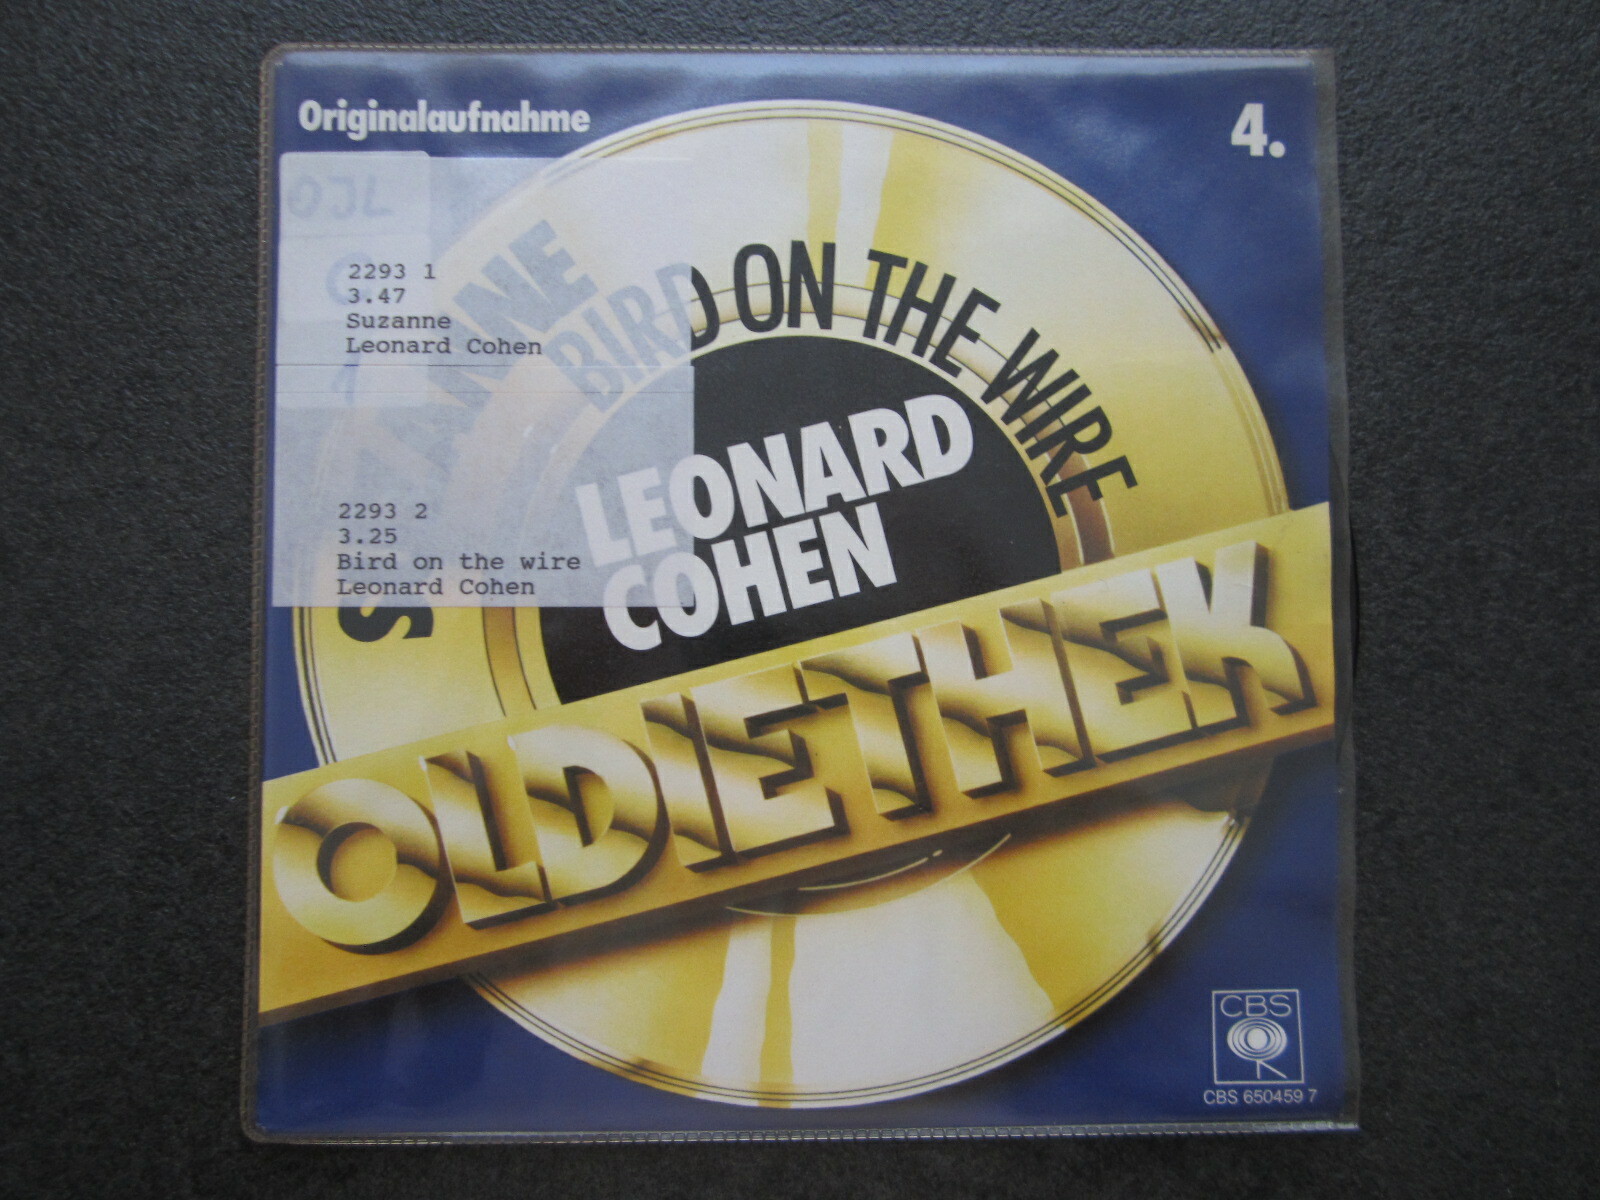 Originalaufnahme
4.
OJL
2293 1
3.47
Suzanne
Leonard Cohen
2293 2
3.25
Bird on the wire
Leonard Cohen
SUZANNE
BIRD ON THE WIRE
LEONARD
COHEN
OLDIETHEK
CBS
CBS 650459 7